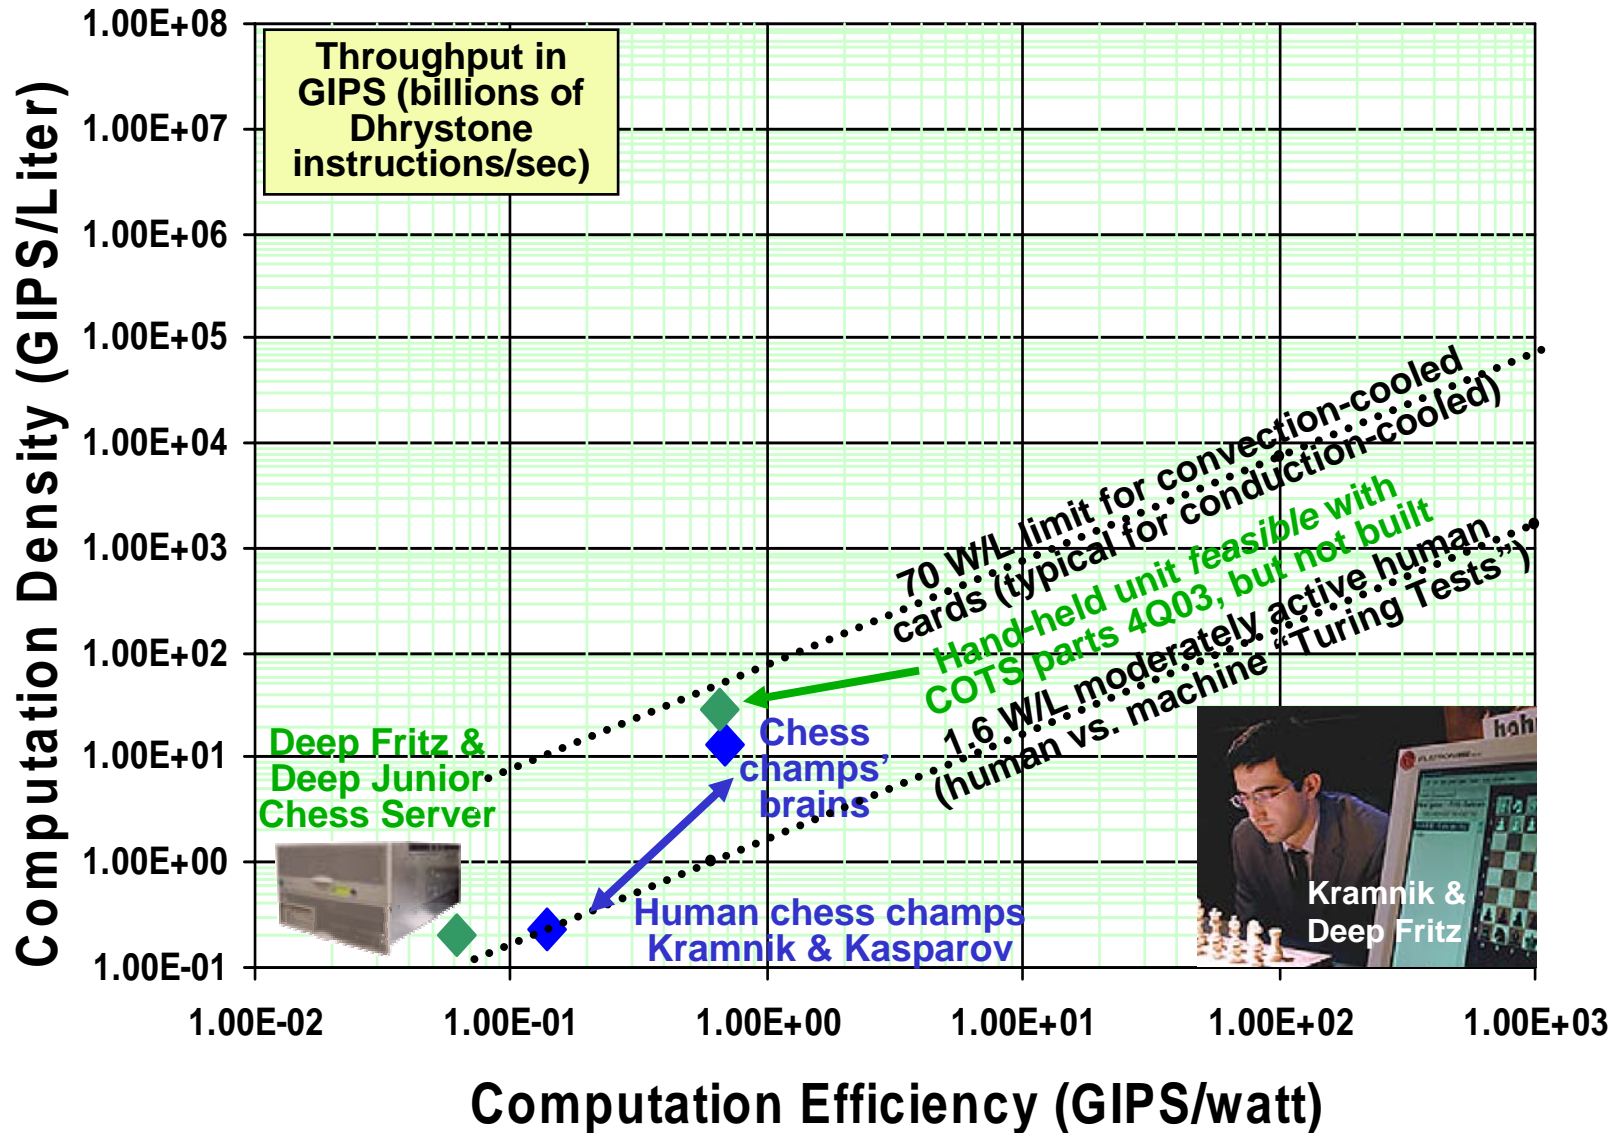 1.00E+08
1.00E+07
1.00E+06
1.00E+05
1.00E+04
1.00E+03
1.00E+02
1.00E+01
1.00E+00
1.00E-01
Computation Density (GIPS/Liter)
Throughput in
GIPS (billions of
Dhrystone
instructions/sec)
70 W/L limit for convection-cooled
cards (typical for conduction-cooled)
Hand-held unit feasible with
COTS parts 4Q03, but not built
1.6 W/L moderately active human
(human vs. machine “Turing Tests”)
Deep Fritz &
Deep Junior
Chess Server
Chess
champs’
brains
Human chess champs
Kramnik & Kasparov
Kramnik &
Deep Fritz
1.00E-02
1.00E-01
1.00E+00
1.00E+01
1.00E+02
1.00E+03
Computation Efficiency (GIPS/watt)